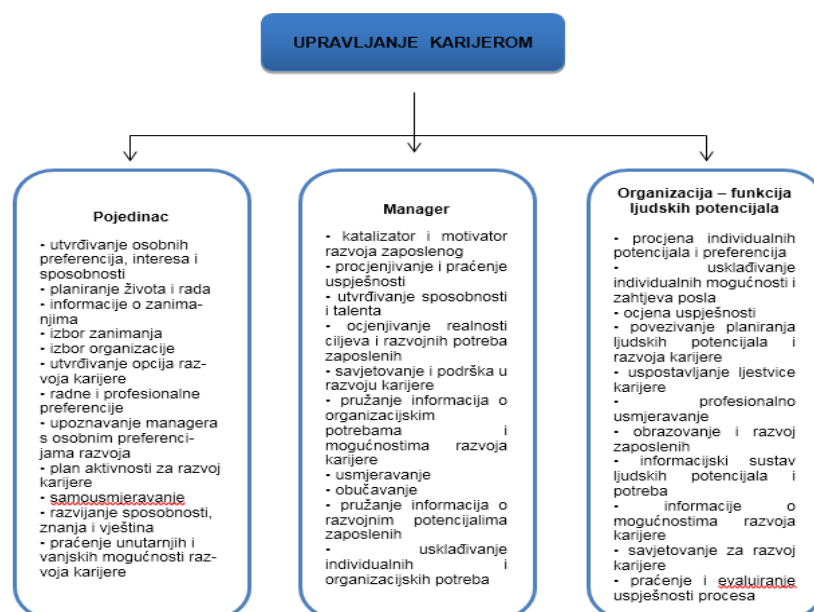 UPRAVLJANJE KARIJEROM
Pojedinac
- utvrđivanje osobnih
preferencija, interesa i
sposobnosti
- planiranje života i rada
- informacije o zanima-
njima
- izbor zanimanja
- izbor organizacije
- utvrđivanje opcija raz-
voja karijere
- radne i profesionalne
preferencije
- upoznavanje managera
s osobnim preferenci-
jama razvoja
- plan aktivnosti za razvoj
karijere
- samousmjeravanje
- razvijanje sposobnosti,
znanja i vještina
- praćenje unutarnjih i
vanjskih mogućnosti raz-
voja karijere
Manager
- katalizator i motivator
razvoja zaposlenog
- procjenjivanje i praćenje
uspješnosti
- utvrđivanje sposobnosti
i talenta
- ocjenjivanje realnosti
ciljeva i razvojnih potreba
zaposlenih
- savjetovanje i podrška u
razvoju karijere
- pružanje informacija o
organizacijskim
potrebama i
mogućnostima razvoja
karijere
- usmjeravanje
- obučavanje
- pružanje informacija o
razvojnim potencijalima
zaposlenih
- usklađivanje
individualnih i
organizacijskih potreba
Organizacija – funkcija
ljudskih potencijala
- procjena individualnih
potencijala i preferencija
- usklađivanje
individualnih mogućnosti i
zahtjeva posla
- ocjena uspješnosti
- povezivanje planiranja
ljudskih potencijala i
razvoja karijere
- uspostavljanje ljestvice
karijere
- profesionalno
usmjeravanje
- obrazovanje i razvoj
zaposlenih
- informacijski sustav
ljudskih potencijala i
potreba
- informacije o
mogućnostima razvoja
karijere
- savjetovanje za razvoj
karijere
- praćenje i evaluiranje
uspješnosti procesa